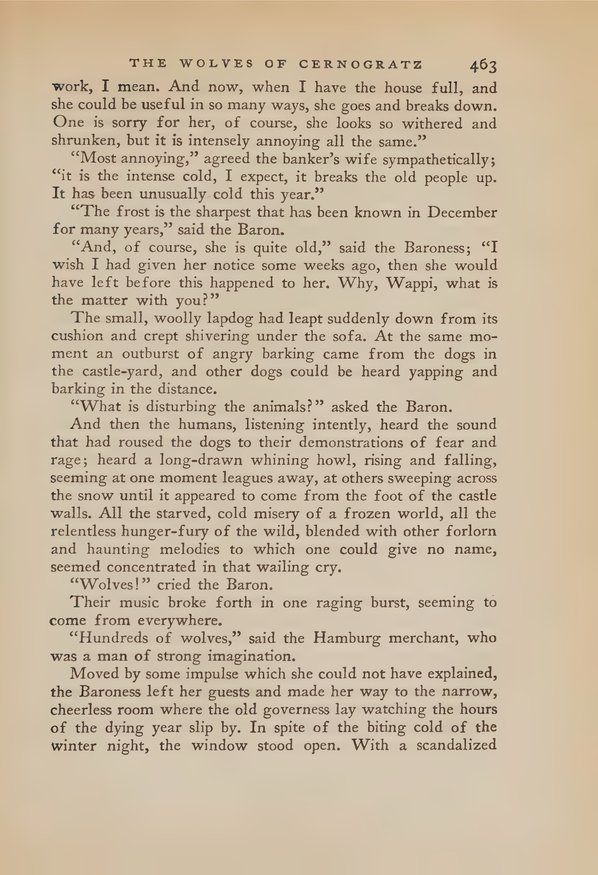 THE WOLVES OF CERNOGRATZ 463
work, I mean. And now, when I have the house full, and
she could be useful in so many ways, she goes and breaks down.
One is sorry for her, of course, she looks so withered and
shrunken, but it is intensely annoying all the same.”
“Most annoying,” agreed the banker’s wife sympathetically;
“it is the intense cold, I expect, it breaks the old people up.
It has been unusually cold this year.”
“The frost is the sharpest that has been known in December
for many years,” said the Baron.
“And, of course, she is quite old,” said the Baroness; “I
wish I had given her notice some weeks ago, then she would
have left before this happened to her. Why, Wappi, what is
the matter with you?”
The small, woolly lapdog had leapt suddenly down from its
cushion and crept shivering under the sofa. At the same mo-
ment an outburst of angry barking came from the dogs in
the castle-yard, and other dogs could be heard yapping and
barking in the distance.
“What is disturbing the animals?” asked the Baron.
And then the humans, listening intently, heard the sound
that had roused the dogs to their demonstrations of fear and
rage; heard a long-drawn whining howl, rising and falling,
seeming at one moment leagues away, at others sweeping across
the snow until it appeared to come from the foot of the castle
walls. All the starved, cold misery of a frozen world, all the
relentless hunger-fury of the wild, blended with other forlorn
and haunting melodies to which one could give no name,
seemed concentrated in that wailing cry.
“Wolves!” cried the Baron.
Their music broke forth in one raging burst, seeming to
come from everywhere.
“Hundreds of wolves,” said the Hamburg merchant, who
was a man of strong imagination.
Moved by some impulse which she could not have explained,
the Baroness left her guests and made her way to the narrow,
cheerless room where the old governess lay watching the hours
of the dying year slip by. In spite of the biting cold of the
winter night, the window stood open. With a scandalized